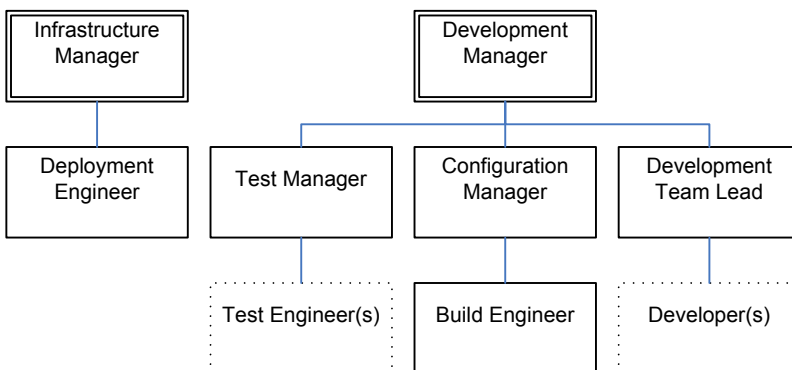 Infrastructure
Manager
Development
Manager
Deployment
Engineer
Test Manager
Configuration
Manager
Development
Team Lead
Test Engineer(s)
Build Engineer
Developer(s)